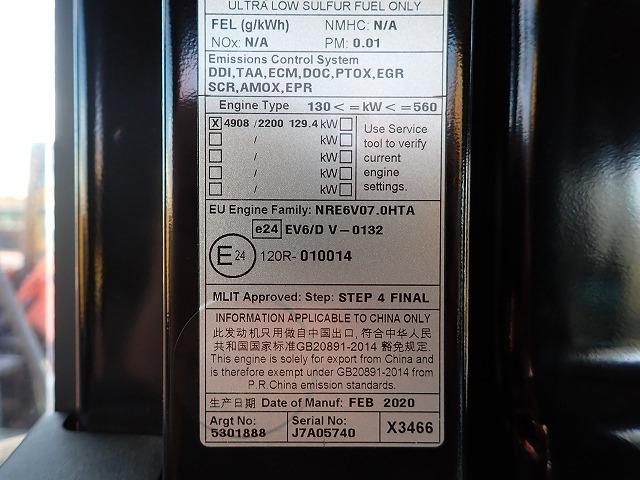 ULTRA LOW SULFUR FUEL ONLY
FEL (g/kWh) NMHC: N/A
NOx: N/A PM: 0.01
Emissions Control System
DDI,TAA,ECM,DOC,PTOX,EGR
SCR,AMOX,EPR
Engine Type 130 < = kW < = 560
X 4908 / 2200 129.4 kW
/ kW
/ kW
/ kW
/ kW
Use Service
tool to verify
current
engine
settings.
EU Engine Family: NRE6V07.0HTA
e24 EV6/D V-0132
E 24 120R- 010014
MLIT Approved: Step: STEP 4 FINAL
INFORMATION APPLICABLE TO CHINA ONLY
此发动机只用做自中国出口, 符合中华人民
共和国国家标准GB20891-2014 豁免规定.
This engine is solely for export from China and
is therefore exempt under GB20891-2014 from
P.R.China emission standards.
生产日期 Date of Manuf: FEB 2020
Argt No: Serial No:
5301888 J7A05740 X3466